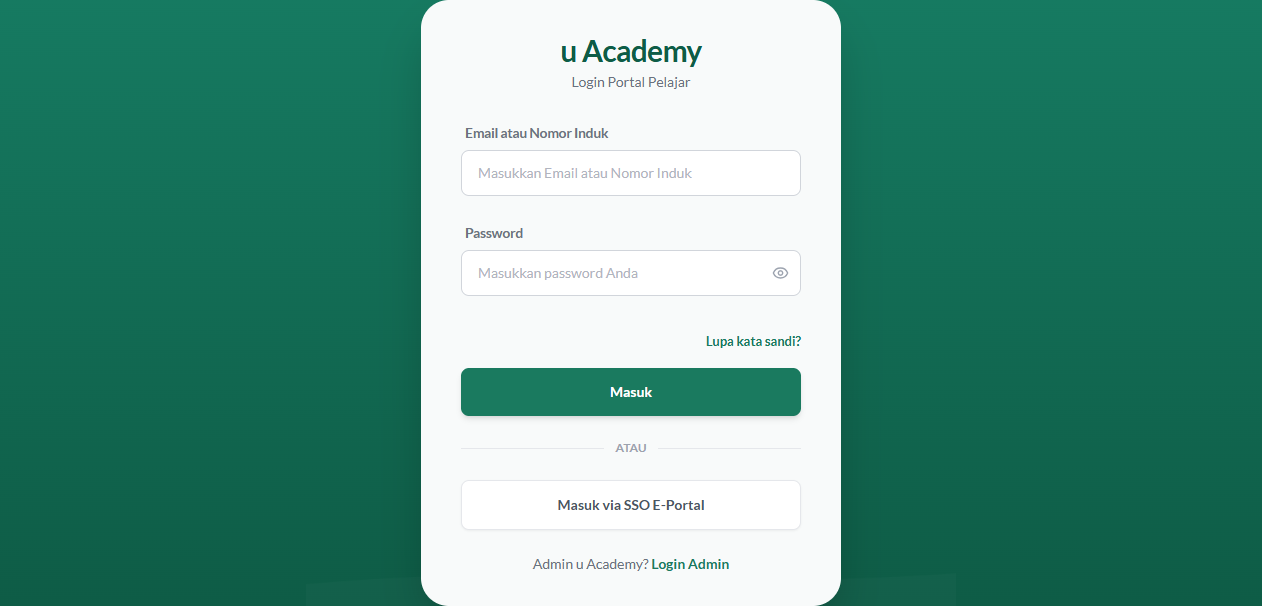 u Academy
Login Portal Pelajar
Email atau Nomor Induk
Masukkan Email atau Nomor Induk
Password
Masukkan password Anda
Lupa kata sandi?
Masuk
ATAU
Masuk via SSO E-Portal
Admin u Academy? Login Admin